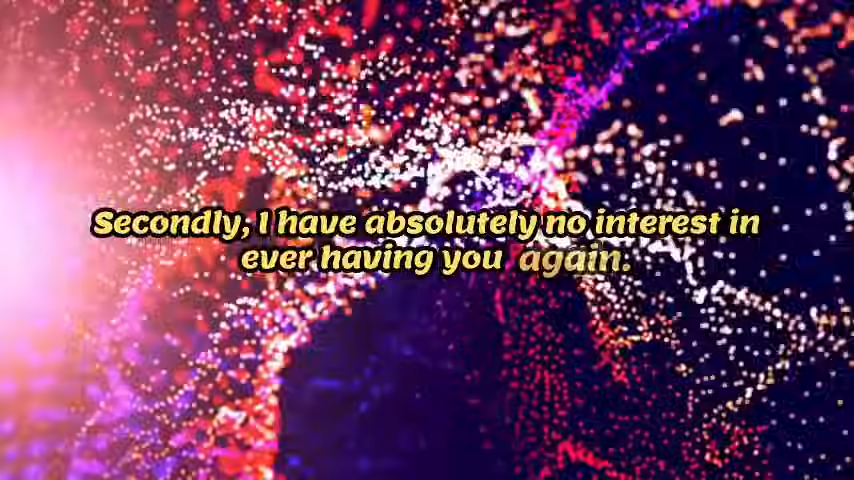 Secondly, I have absolutely no interest in
ever having you again.